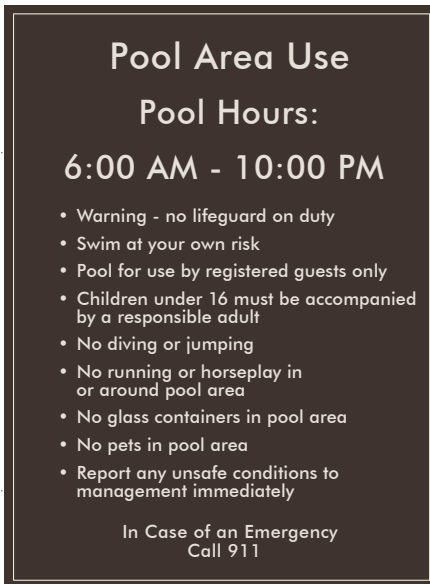 Pool Area Use
Pool Hours:
6:00 AM - 10:00 PM
• Warning - no lifeguard on duty
• Swim at your own risk
• Pool for use by registered guests only
• Children under 16 must be accompanied
by a responsible adult
• No diving or jumping
• No running or horseplay in
or around pool area
• No glass containers in pool area
• No pets in pool area
• Report any unsafe conditions to
management immediately
In Case of an Emergency
Call 911